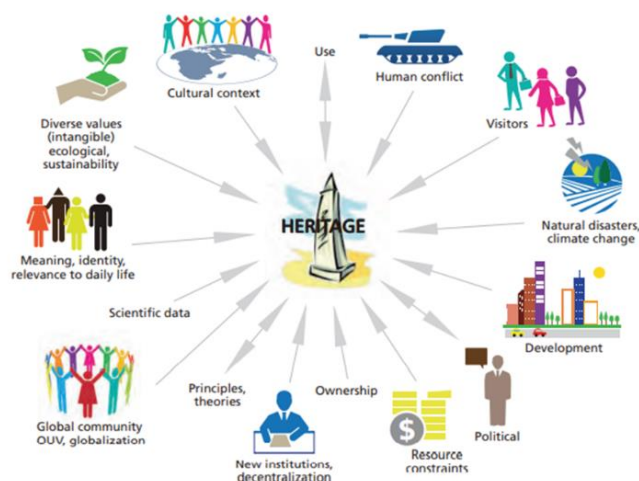 Use
Cultural context
Human conflict
Diverse values
(intangible)
ecological,
sustainability
Visitors
HERITAGE
Natural disasters,
climate change
Meaning, identity,
relevance to daily life
Scientific data
Development
Global community
OUV, globalization
Principles,
theories
New institutions,
decentralization
Ownership
$
Resource
constraints
Political